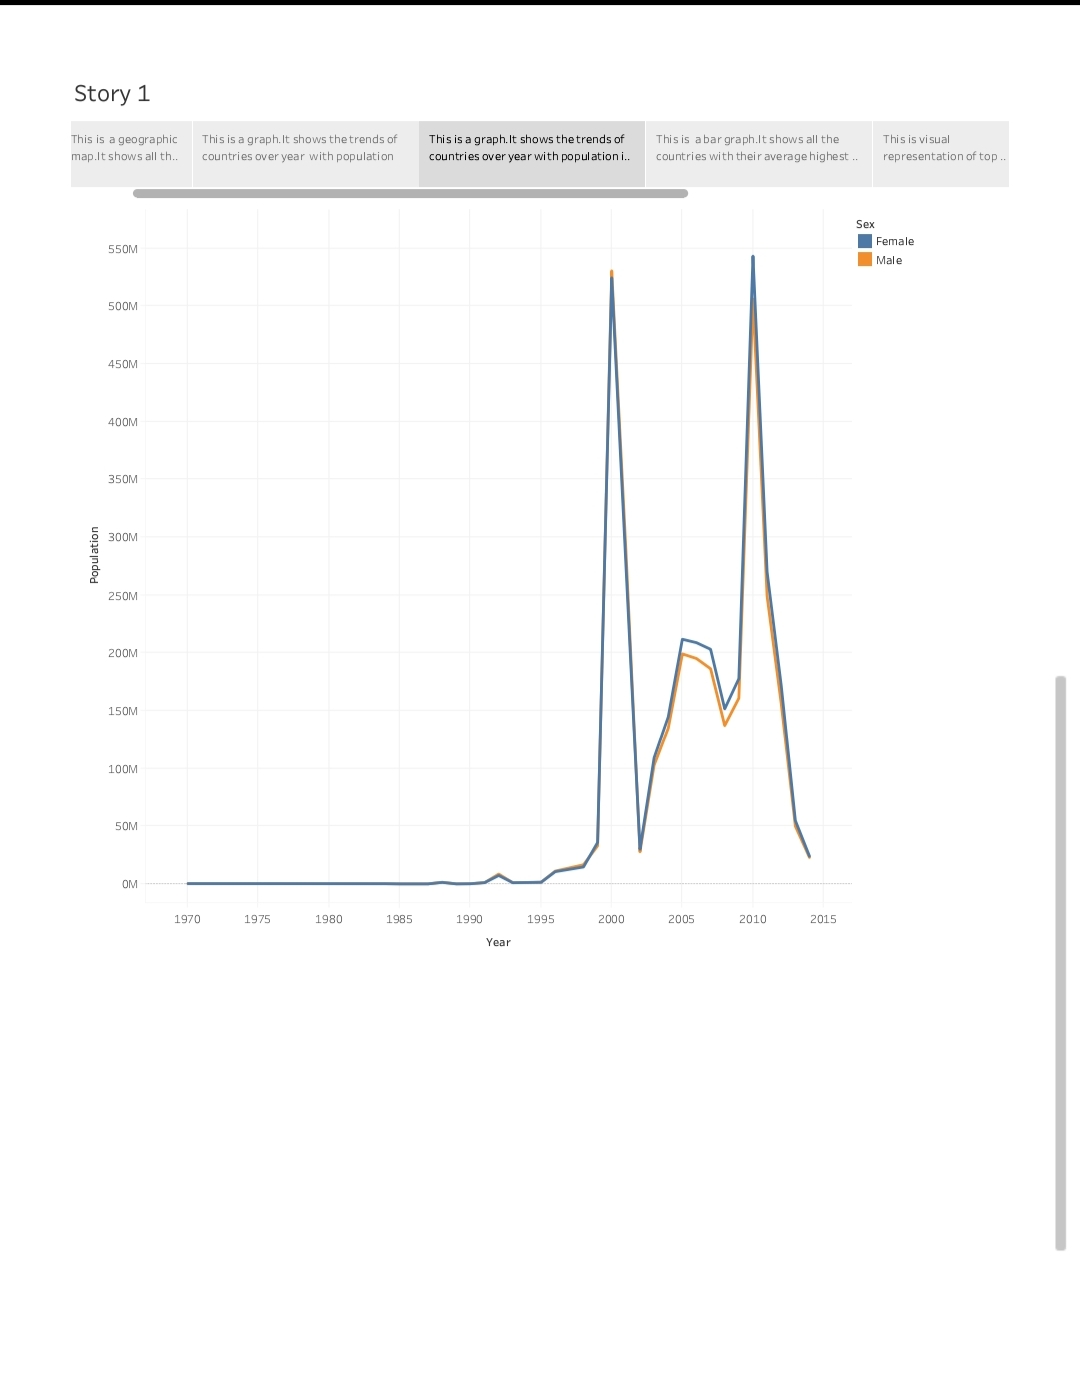 Story 1
This is a geographic
map.It shows all th..
This is a graph.It shows the trends of
countries over year with population
This is a graph.It shows the trends of
countries over year with population i..
This is a bar graph.It shows all the
countries with their average highest ..
This is visual
representation of top ..
Sex
Female
Male
550M
500M
450M
400M
350M
300M
250M
200M
150M
100M
50M
0M
Population
1970 1975 1980 1985 1990 1995 2000 2005 2010 2015
Year